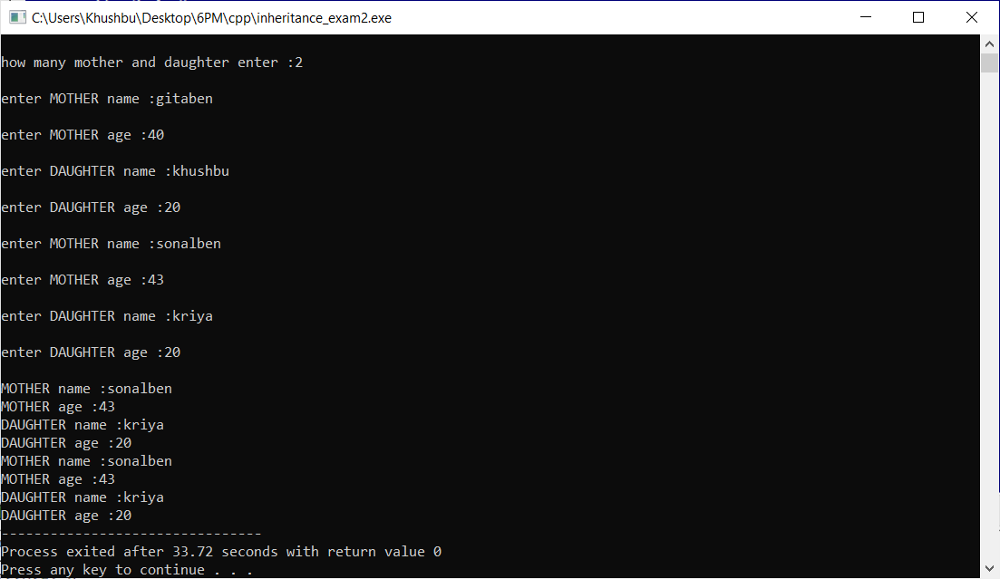 C:\Users\Khushbu\Desktop\6PM\cpp\inheritance_exam2.exe
how many mother and daughter enter :2
enter MOTHER name :gitaben
enter MOTHER age :40
enter DAUGHTER name :khushbu
enter DAUGHTER age :20
enter MOTHER name :sonalben
enter MOTHER age :43
enter DAUGHTER name :kriya
enter DAUGHTER age :20
MOTHER name :sonalben
MOTHER age :43
DAUGHTER name :kriya
DAUGHTER age :20
MOTHER name :sonalben
MOTHER age :43
DAUGHTER name :kriya
DAUGHTER age :20
--------------------------------
Process exited after 33.72 seconds with return value 0
Press any key to continue . . .